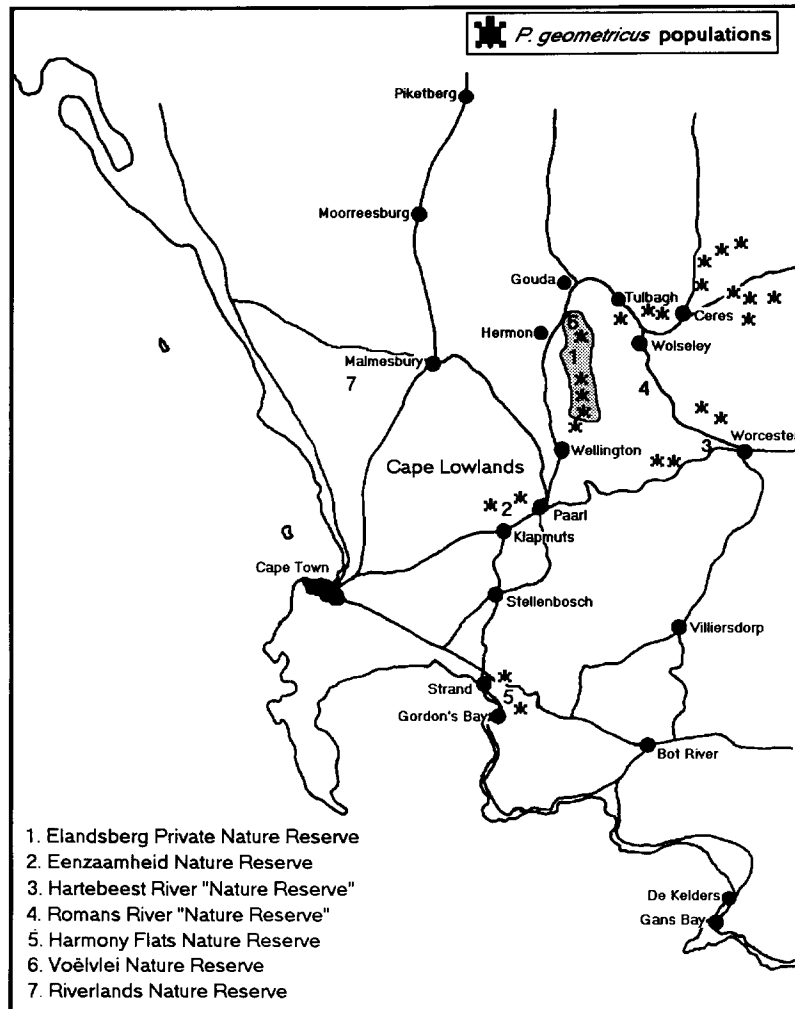 P. geometricus populations
Piketberg
Moorreesburg
Gouda
Tulbagh
Ceres
Hermon
6
Wolseley
Malmesbury
1
7
4
Worcester
3
Wellington
Cape Lowlands
2
Paarl
Klapmuts
Cape Town
Stellenbosch
Villiersdorp
Strand
5
Gordon's Bay
Bot River
De Kelders
Gans Bay
1. Elandsberg Private Nature Reserve
2. Eenzaamheid Nature Reserve
3. Hartebeest River "Nature Reserve"
4. Romans River "Nature Reserve"
5. Harmony Flats Nature Reserve
6. Voëlvlei Nature Reserve
7. Riverlands Nature Reserve